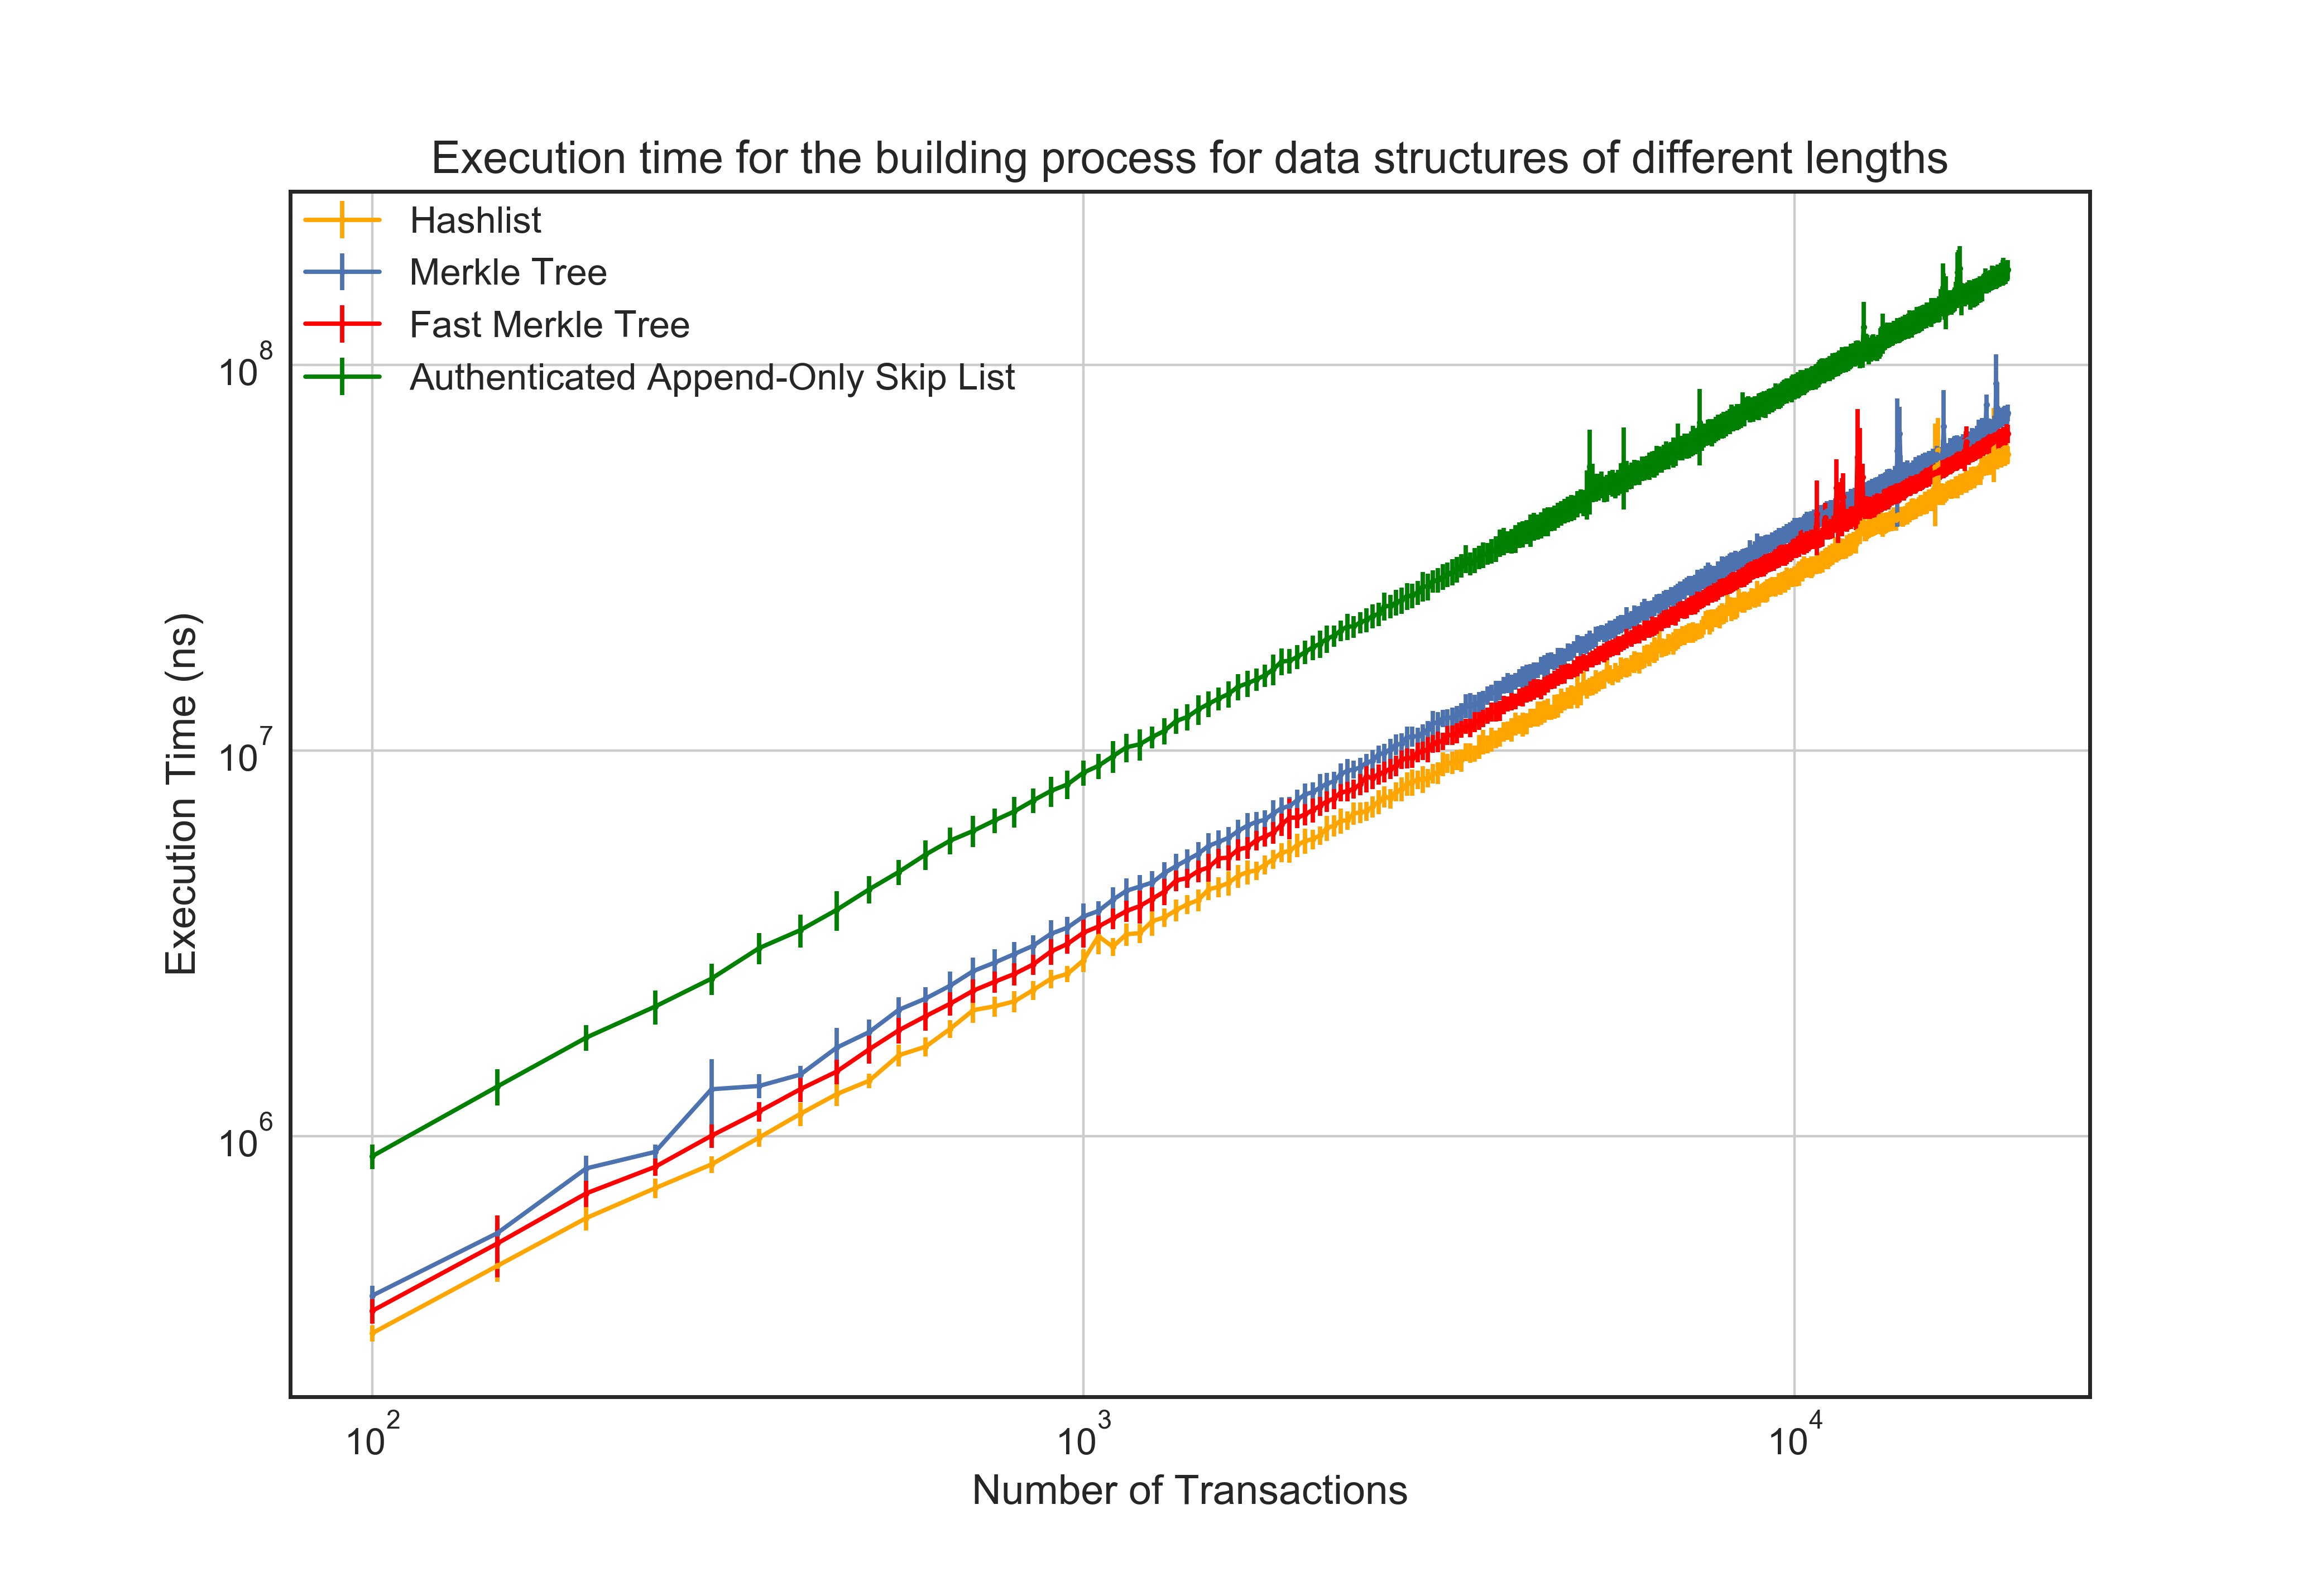 Execution time for the building process for data structures of different lengths
Hashlist
Merkle Tree
Fast Merkle Tree
Authenticated Append-Only Skip List
Execution Time (ns)
10^8
10^7
10^6
10^2 10^3 10^4
Number of Transactions